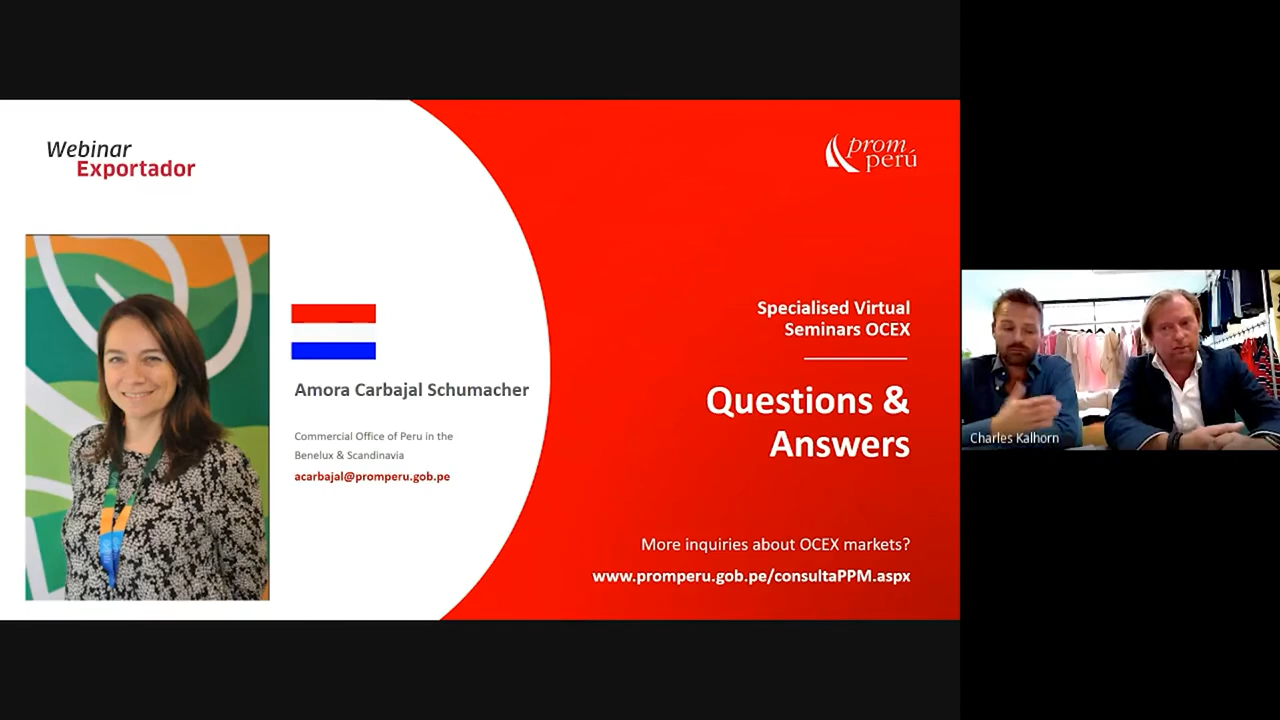 Webinar
Exportador
prom
perú
Amora Carbajal Schumacher
Commercial Office of Peru in the
Benelux & Scandinavia
acarbajal@promperu.gob.pe
Specialised Virtual
Seminars OCEX
Questions &
Answers
More inquiries about OCEX markets?
www.promperu.gob.pe/consultaPPM.aspx
Charles Kalhorn